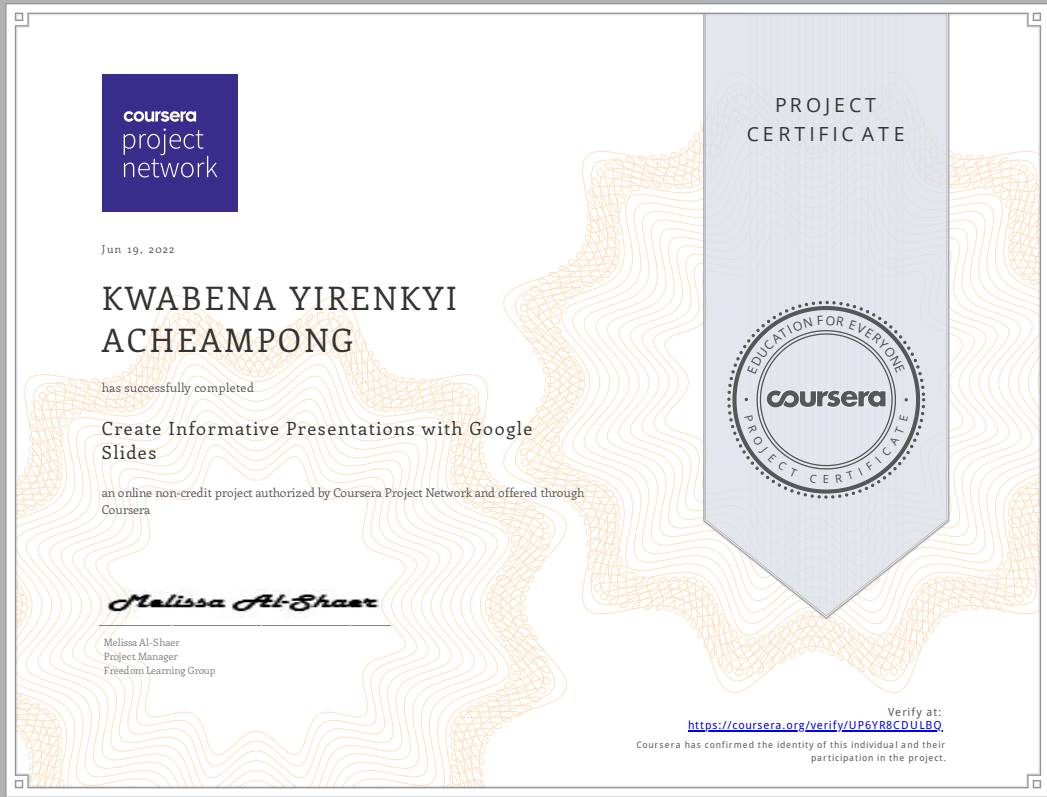 coursera
project
network
PROJECT
CERTIFICATE
Jun 19, 2022
KWABENA YIRENKYI
ACHEAMPONG
has successfully completed
Create Informative Presentations with Google
Slides
an online non-credit project authorized by Coursera Project Network and offered through
Coursera
EDUCATION FOR EVERYONE
coursera
PROJECT CERTIFICATE
Melissa Al-Shaer
Melissa Al-Shaer
Project Manager
Freedom Learning Group
Verify at:
https://coursera.org/verify/UP6YR8CDULBQ
Coursera has confirmed the identity of this individual and their
participation in the project.